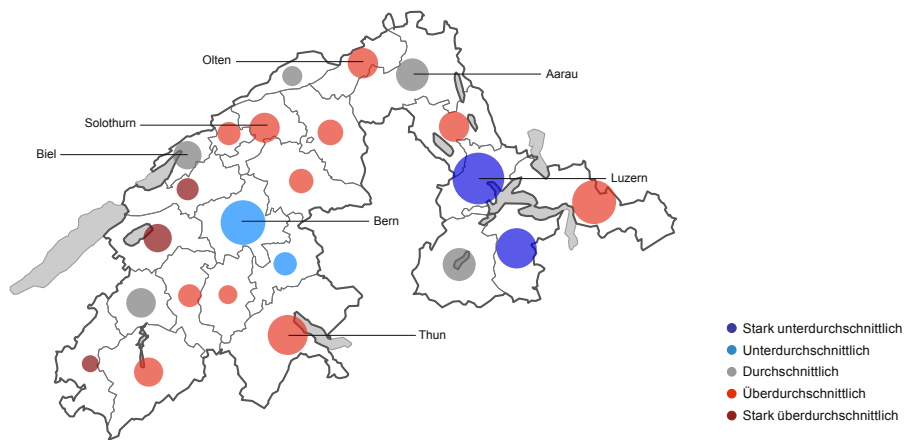 Olten
Aarau
Solothurn
Biel
Luzern
Bern
Thun
Stark unterdurchschnittlich
Unterdurchschnittlich
Durchschnittlich
Überdurchschnittlich
Stark überdurchschnittlich